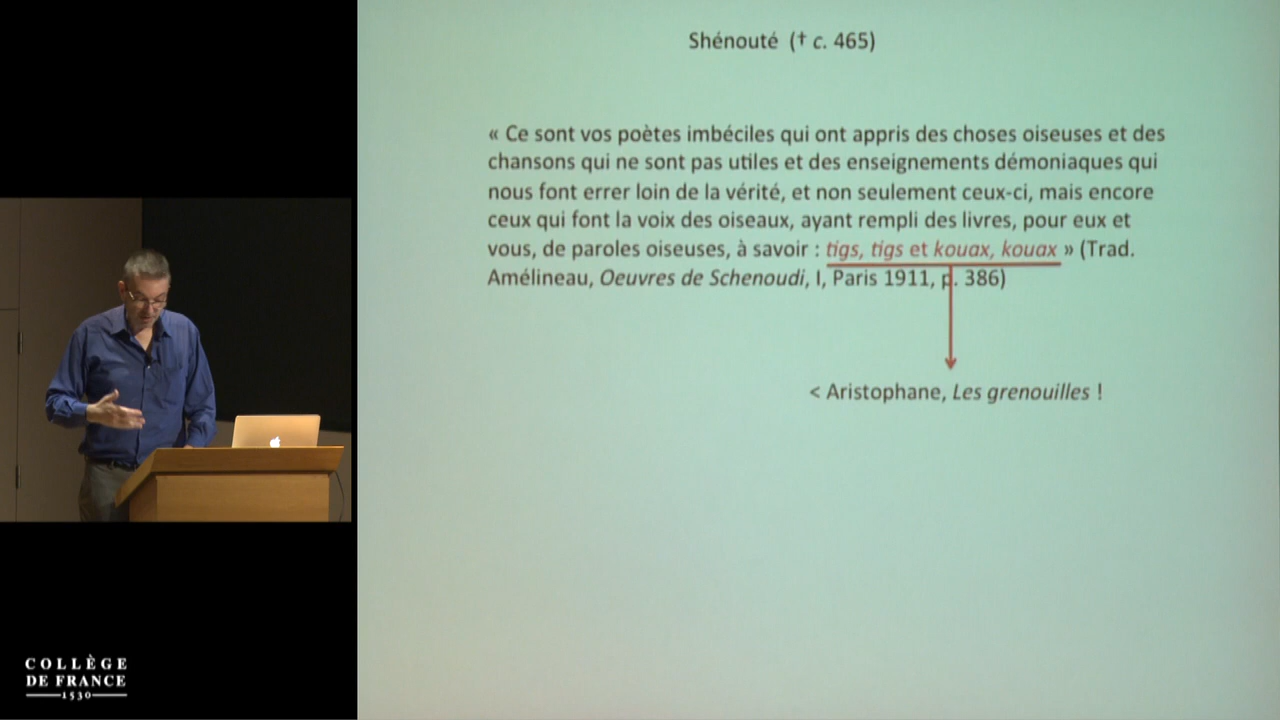 Shénouté († c. 465)
« Ce sont vos poètes imbéciles qui ont appris des choses oiseuses et des
chansons qui ne sont pas utiles et des enseignements démoniaques qui
nous font errer loin de la vérité, et non seulement ceux-ci, mais encore
ceux qui font la voix des oiseaux, ayant rempli des livres, pour eux et
vous, de paroles oiseuses, à savoir : tigs, tigs et kouax, kouax » (Trad.
Amélineau, Oeuvres de Schenoudi, I, Paris 1911, p. 386)
< Aristophane, Les grenouilles !
COLLÈGE
DE FRANCE
1530